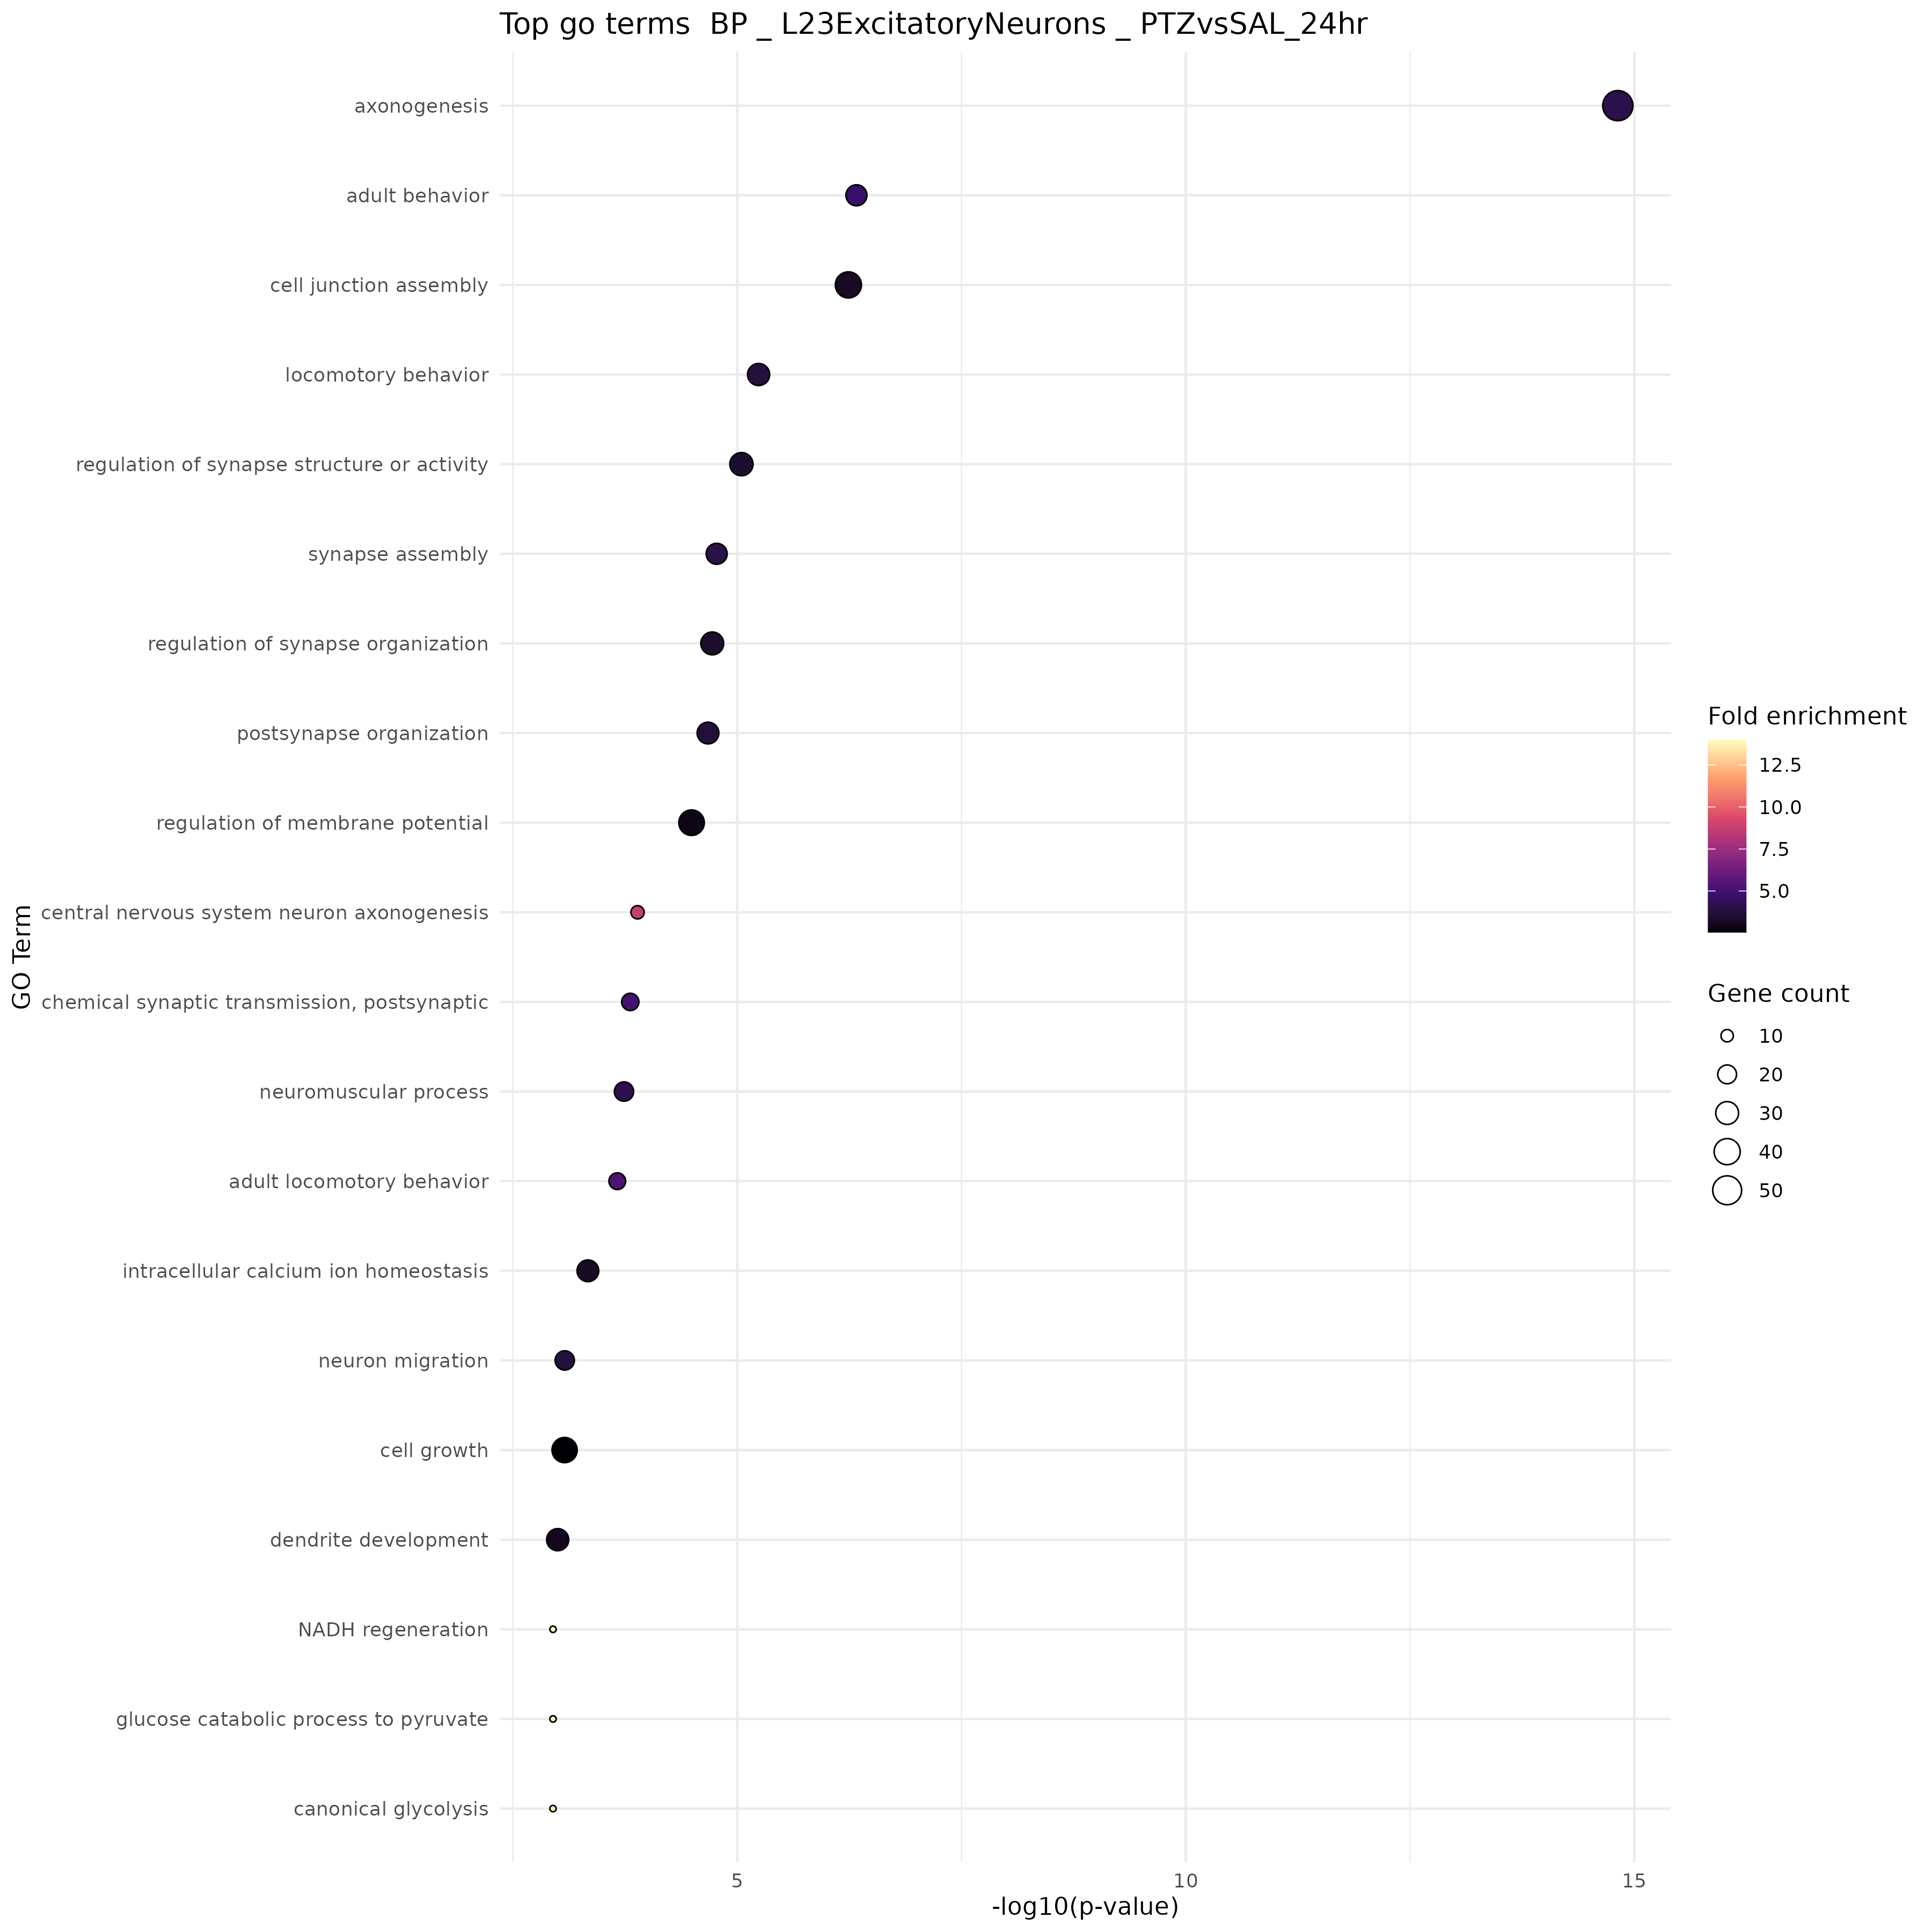 Top go terms  BP _ L23ExcitatoryNeurons _ PTZvsSAL_24hr
axonogenesis
adult behavior
cell junction assembly
locomotory behavior
regulation of synapse structure or activity
synapse assembly
regulation of synapse organization
postsynapse organization
regulation of membrane potential
central nervous system neuron axonogenesis
chemical synaptic transmission, postsynaptic
neuromuscular process
adult locomotory behavior
intracellular calcium ion homeostasis
neuron migration
cell growth
dendrite development
NADH regeneration
glucose catabolic process to pyruvate
canonical glycolysis
GO Term
5
10
15
-log10(p-value)
Fold enrichment
12.5
10.0
7.5
5.0
Gene count
10
20
30
40
50